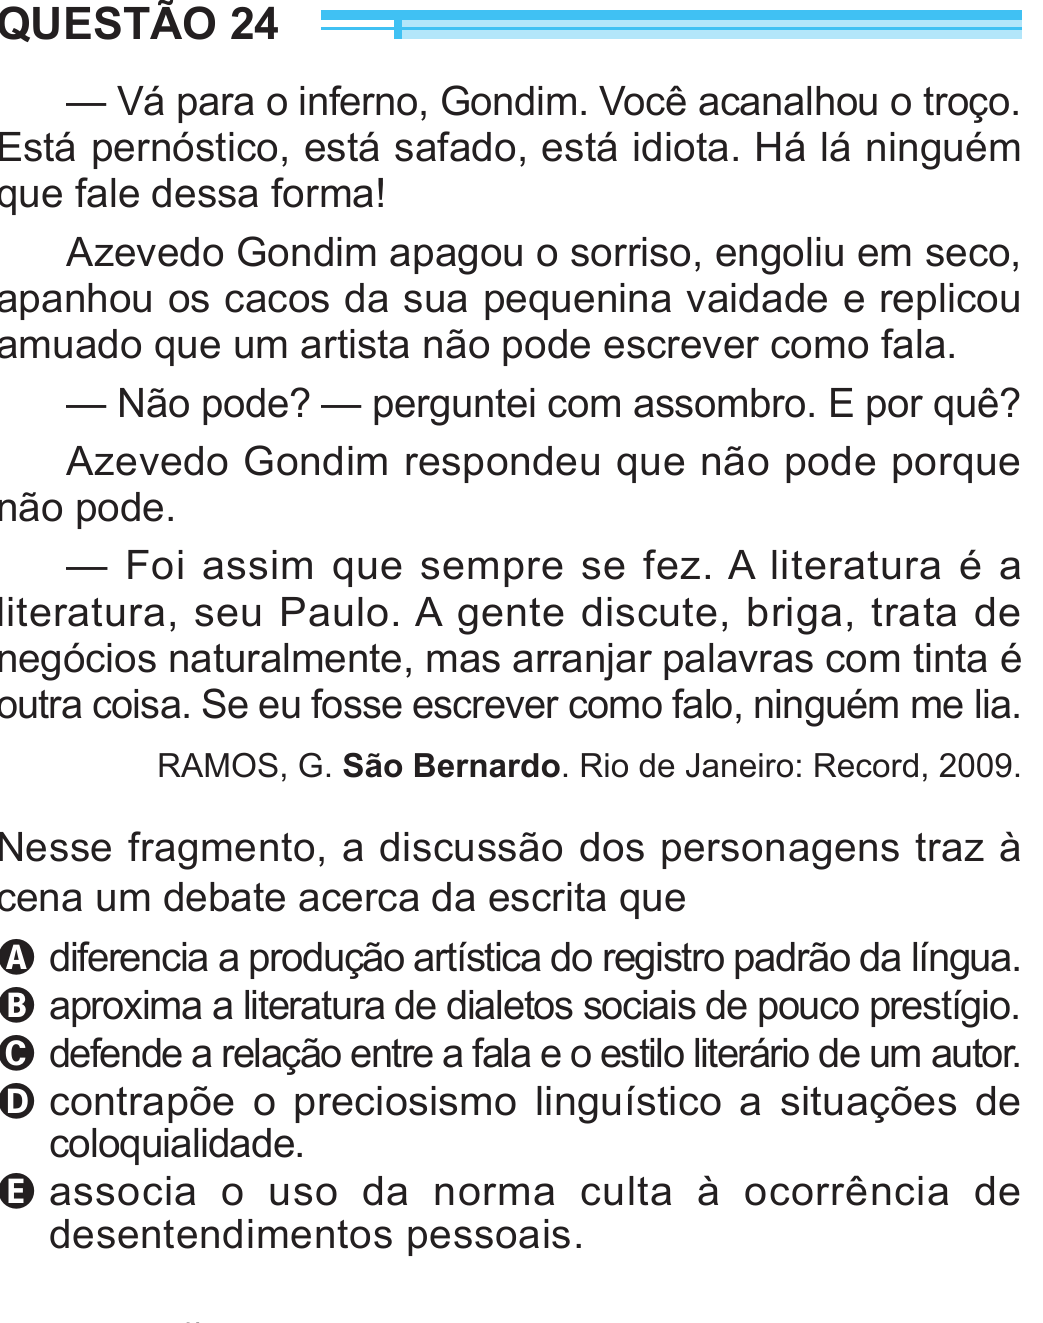 QUESTÃO 24
— Vá para o inferno, Gondim. Você acanalhou o troço.
Está pernóstico, está safado, está idiota. Há lá ninguém
que fale dessa forma!
Azevedo Gondim apagou o sorriso, engoliu em seco,
apanhou os cacos da sua pequenina vaidade e replicou
amuado que um artista não pode escrever como fala.
— Não pode? — perguntei com assombro. E por quê?
Azevedo Gondim respondeu que não pode porque
não pode.
— Foi assim que sempre se fez. A literatura é a
literatura, seu Paulo. A gente discute, briga, trata de
negócios naturalmente, mas arranjar palavras com tinta é
outra coisa. Se eu fosse escrever como falo, ninguém me lia.
RAMOS, G. São Bernardo. Rio de Janeiro: Record, 2009.
Nesse fragmento, a discussão dos personagens traz à
cena um debate acerca da escrita que
A diferencia a produção artística do registro padrão da língua.
B aproxima a literatura de dialetos sociais de pouco prestígio.
C defende a relação entre a fala e o estilo literário de um autor.
D contrapõe o preciosismo linguístico a situações de
coloquialidade.
E associa o uso da norma culta à ocorrência de
desentendimentos pessoais.